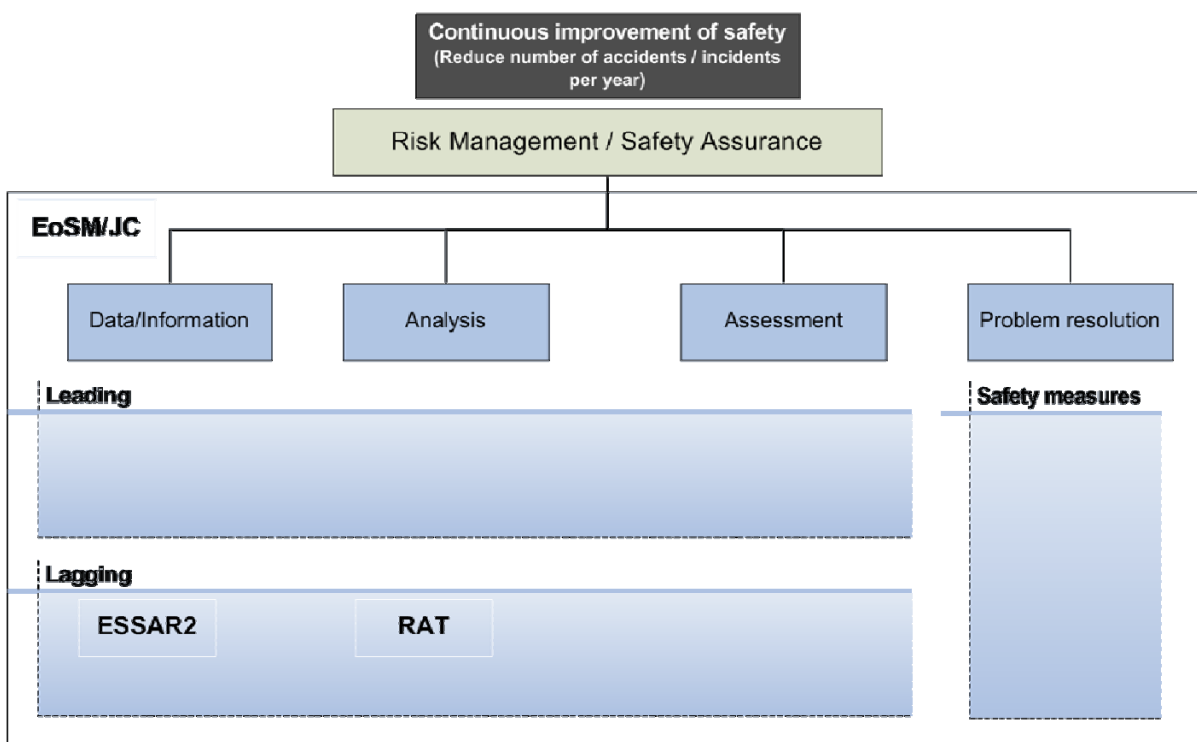 Continuous improvement of safety
(Reduce number of accidents / incidents
per year)
Risk Management / Safety Assurance
EoSM/JC
Data/Information
Analysis
Assessment
Problem resolution
Leading
Safety measures
Lagging
ESSAR2
RAT